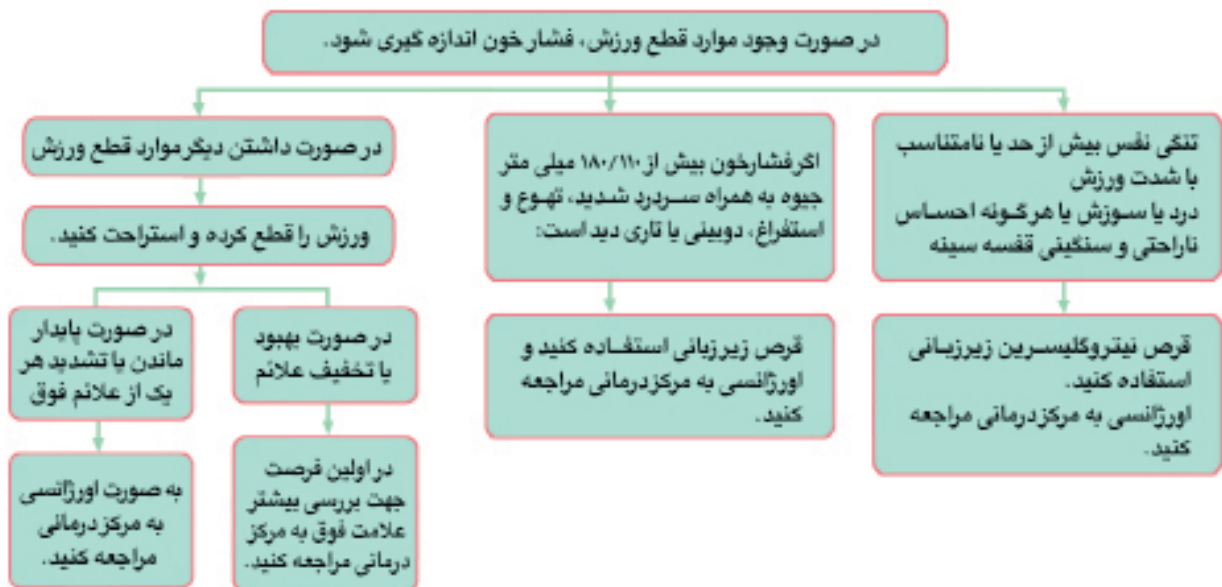 در صورت وجود موارد قطع ورزش، فشار خون اندازه گیری شود.
تنگی نفس بیش از حد یا نامتناسب
با شدت ورزش
درد یا سوزش یا هرگونه احساس
ناراحتی و سنگینی قفسه سینه
قرص نیتروگلیسرین زیرزبانی
استفاده کنید.
اورژانسی به مرکز درمانی مراجعه
کنید.
اگر فشارخون بیش از ۱۸۰/۱۱۰ میلی متر
جیوه به همراه سردرد شدید، تهوع و
استفراغ، دوبینی یا تاری دید است:
قرص زیرزبانی استفاده کنید و
اورژانسی به مرکز درمانی مراجعه
کنید.
در صورت داشتن دیگر موارد قطع ورزش
ورزش را قطع کرده و استراحت کنید.
در صورت بهبود
یا تخفیف علائم
در اولین فرصت
جهت بررسی بیشتر
علامت فوق به مرکز
درمانی مراجعه کنید.
در صورت پایدار
ماندن یا تشدید هر
یک از علائم فوق
به صورت اورژانسی
به مرکز درمانی
مراجعه کنید.